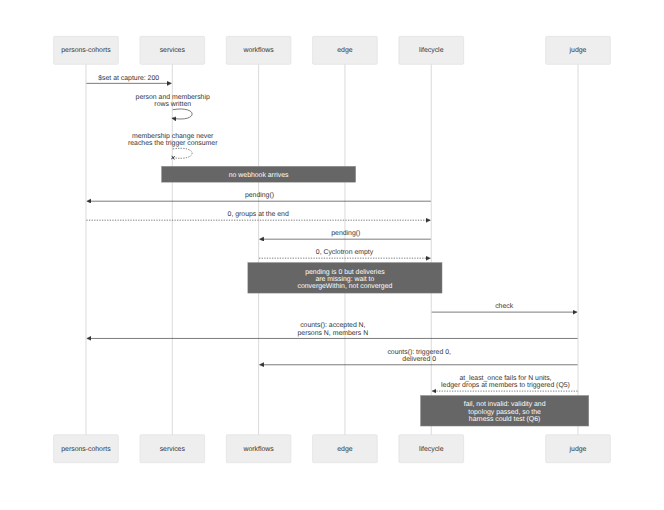 persons-cohorts services workflows edge lifecycle judge
$set at capture: 200
person and membership
rows written
membership change never
reaches the trigger consumer
no webhook arrives
pending()
0, groups at the end
pending()
0, Cyclotron empty
pending is 0 but deliveries
are missing: wait to
convergeWithin, not converged
check
counts(): accepted N,
persons N, members N
counts(): triggered 0,
delivered 0
at_least_once fails for N units,
ledger drops at members to triggered (Q5)
fail, not invalid: validity and
topology passed, so the
harness could test (Q6)
persons-cohorts services workflows edge lifecycle judge